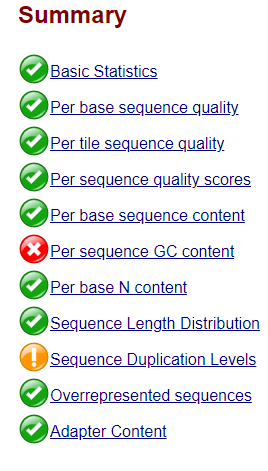 Summary
Basic Statistics
Per base sequence quality
Per tile sequence quality
Per sequence quality scores
Per base sequence content
Per sequence GC content
Per base N content
Sequence Length Distribution
Sequence Duplication Levels
Overrepresented sequences
Adapter Content